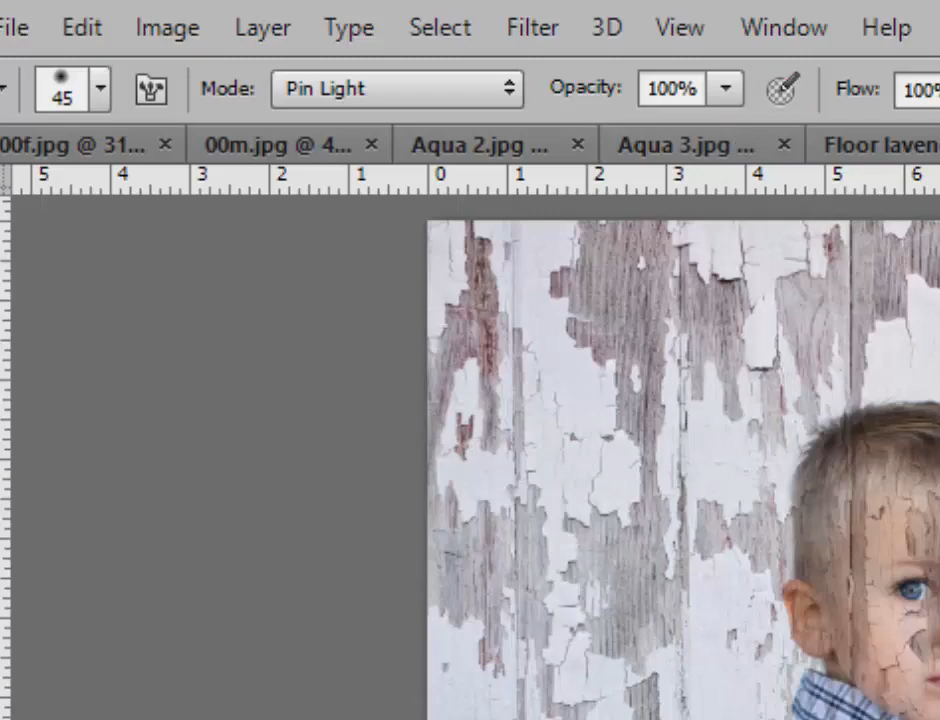 File Edit Image Layer Type Select Filter 3D View Window Help
45 Mode: Pin Light Opacity: 100% Flow: 100%
00f.jpg @ 31... × 00m.jpg @ 4... × Aqua 2.jpg ... × Aqua 3.jpg ... × Floor laven
5 4 3 2 1 0 1 2 3 4 5 6